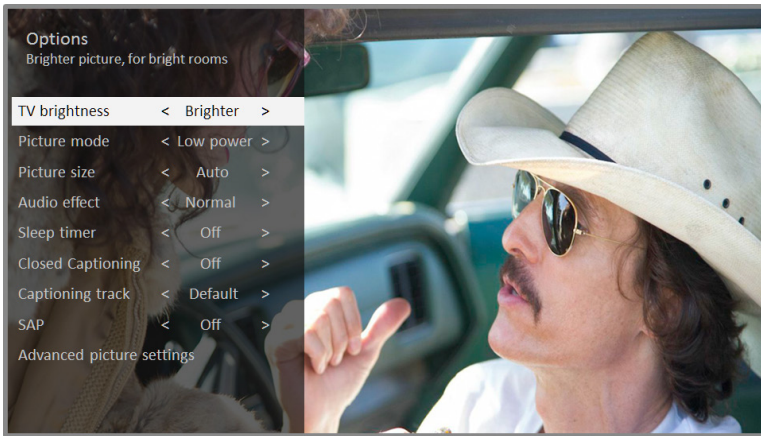 Options
Brighter picture, for bright rooms
TV brightness < Brighter >
Picture mode < Low power >
Picture size < Auto >
Audio effect < Normal >
Sleep timer < Off >
Closed Captioning < Off >
Captioning track < Default >
SAP < Off >
Advanced picture settings